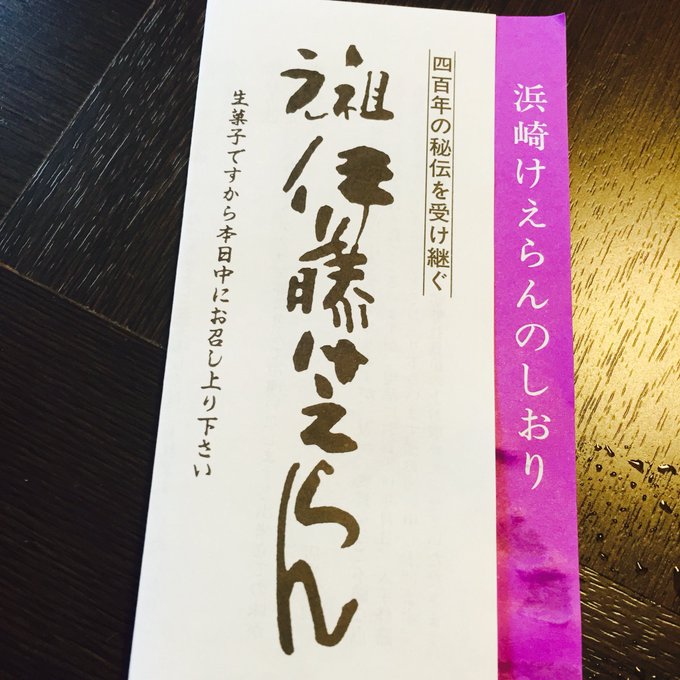 浜崎けえらんのしおり
四百年の秘伝を受け継ぐ
元祖
伊藤けえらん
生菓子ですから本日中にお召し上り下さい